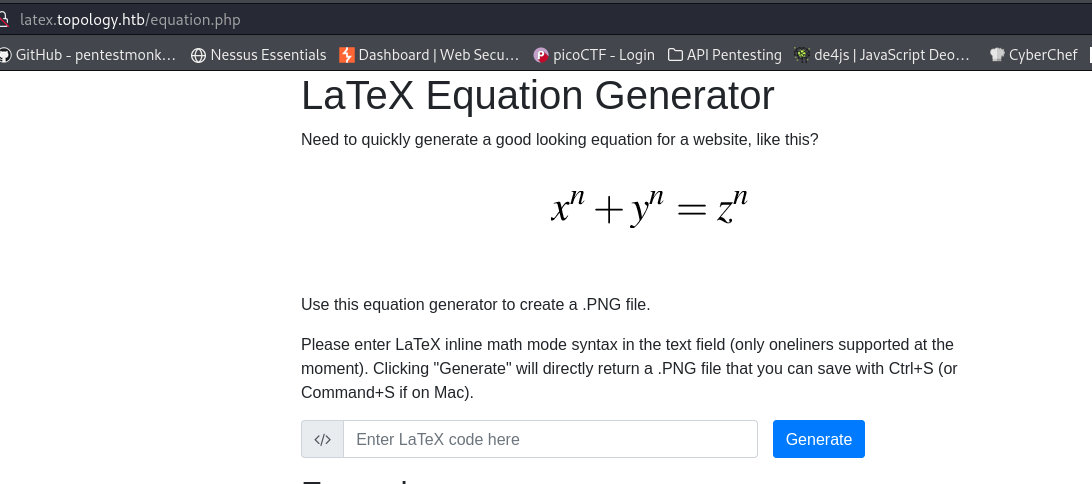 latex.topology.htb/equation.php
GitHub - pentestmonk... Nessus Essentials Dashboard | Web Secu... picoCTF - Login API Pentesting de4js | JavaScript Deo... CyberChef
LaTeX Equation Generator
Need to quickly generate a good looking equation for a website, like this?
xⁿ + yⁿ = zⁿ
Use this equation generator to create a .PNG file.
Please enter LaTeX inline math mode syntax in the text field (only oneliners supported at the
moment). Clicking "Generate" will directly return a .PNG file that you can save with Ctrl+S (or
Command+S if on Mac).
</> Enter LaTeX code here Generate